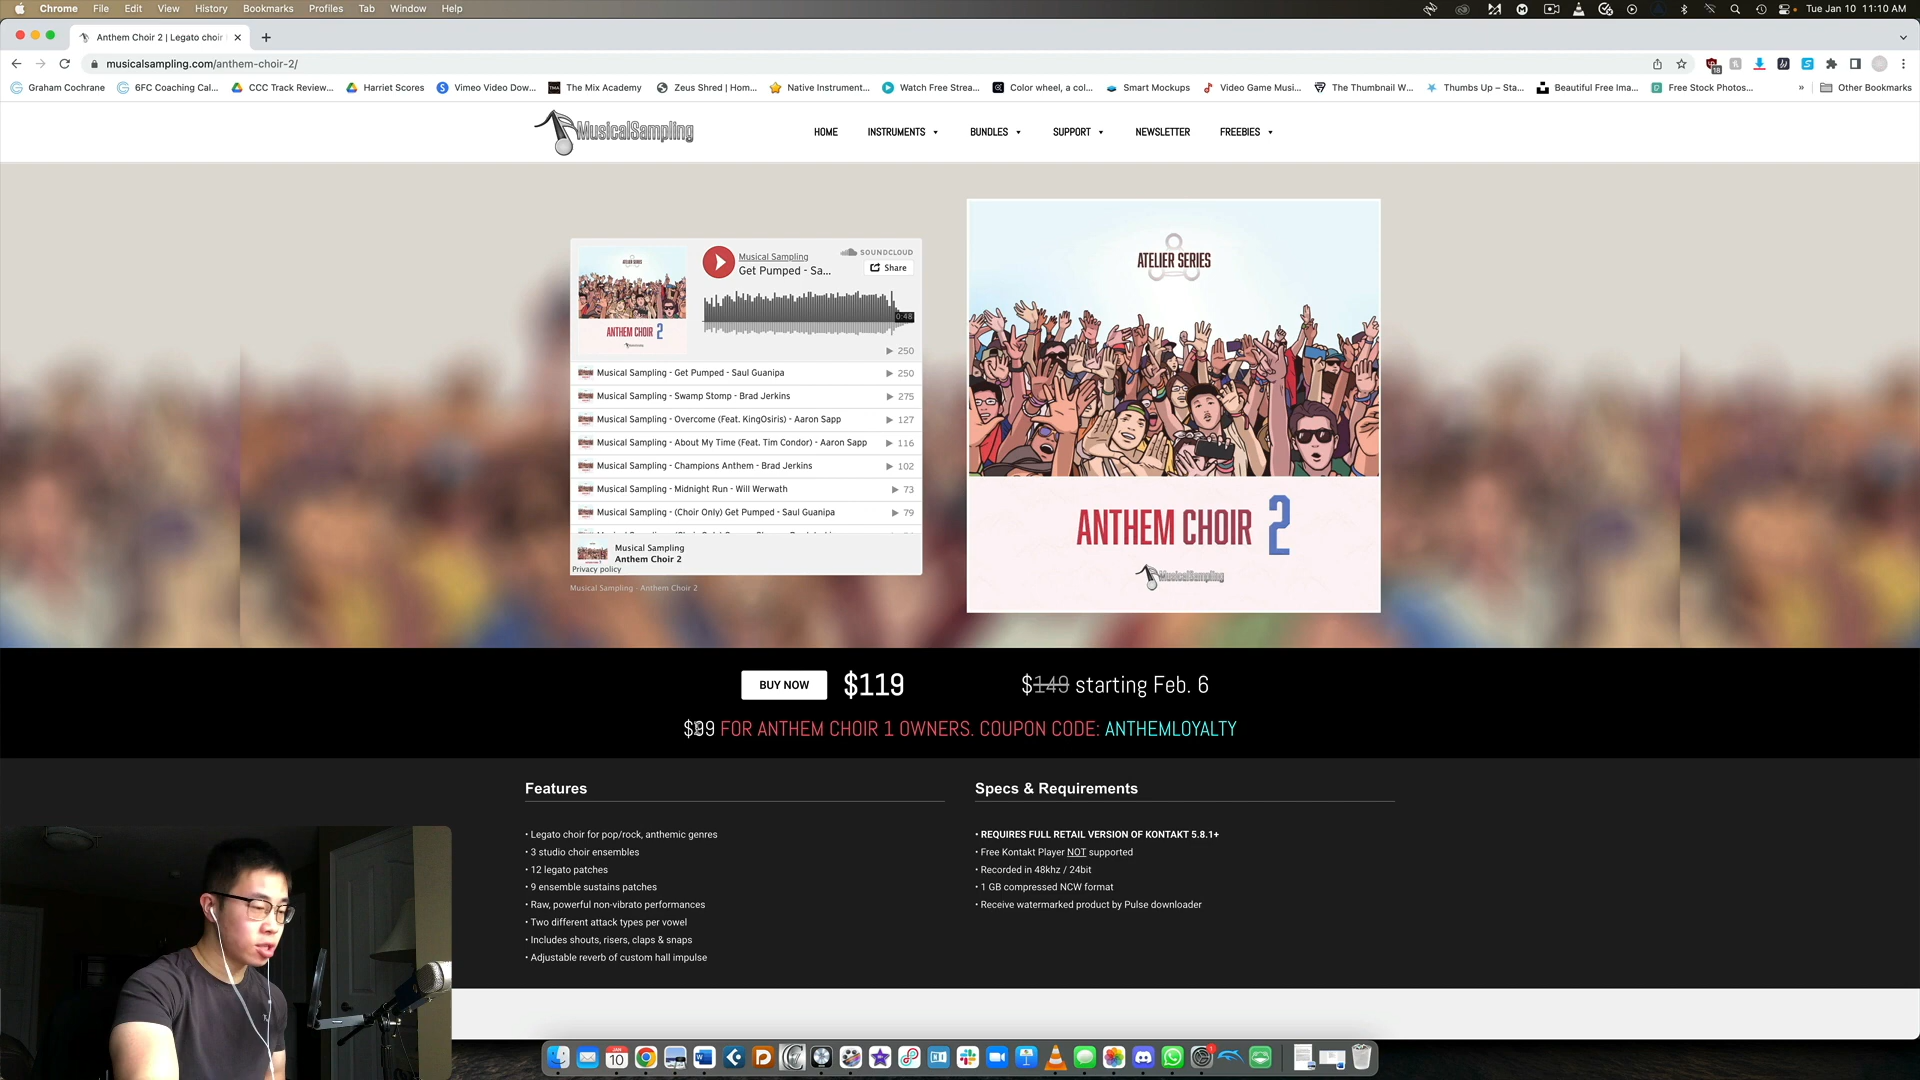 Chrome File Edit View History Bookmarks Profiles Tab Window Help
Tue Jan 10 11:10 AM
Anthem Choir 2 | Legato choir
musicalsampling.com/anthem-choir-2/
Graham Cochrane 6FC Coaching Cal... CCC Track Review... Harriet Scores Vimeo Video Dow... The Mix Academy Zeus Shred | Hom... Native Instrument... Watch Free Strea... Color wheel, a col... Smart Mockups Video Game Musi... The Thumbnail W... Thumbs Up – Sta... Beautiful Free Ima... Free Stock Photos... » Other Bookmarks
MusicalSampling
HOME INSTRUMENTS BUNDLES SUPPORT NEWSLETTER FREEBIES
ATELIER SERIES
ANTHEM CHOIR 2
Musical Sampling
Get Pumped - Sa...
SOUNDCLOUD
Share
0:48
250
Musical Sampling - Get Pumped - Saul Guanipa 250
Musical Sampling - Swamp Stomp - Brad Jerkins 275
Musical Sampling - Overcome (Feat. KingOsiris) - Aaron Sapp 127
Musical Sampling - About My Time (Feat. Tim Condor) - Aaron Sapp 116
Musical Sampling - Champions Anthem - Brad Jerkins 102
Musical Sampling - Midnight Run - Will Werwath 73
Musical Sampling - (Choir Only) Get Pumped - Saul Guanipa 79
Musical Sampling
Anthem Choir 2
Privacy policy
Musical Sampling · Anthem Choir 2
ATELIER SERIES
ANTHEM CHOIR 2
MusicalSampling
BUY NOW $119 $149 starting Feb. 6
$99 FOR ANTHEM CHOIR 1 OWNERS. COUPON CODE: ANTHEMLOYALTY
Features
• Legato choir for pop/rock, anthemic genres
• 3 studio choir ensembles
• 12 legato patches
• 9 ensemble sustains patches
• Raw, powerful non-vibrato performances
• Two different attack types per vowel
• Includes shouts, risers, claps & snaps
• Adjustable reverb of custom hall impulse
Specs & Requirements
• REQUIRES FULL RETAIL VERSION OF KONTAKT 5.8.1+
• Free Kontakt Player NOT supported
• Recorded in 48khz / 24bit
• 1 GB compressed NCW format
• Receive watermarked product by Pulse downloader